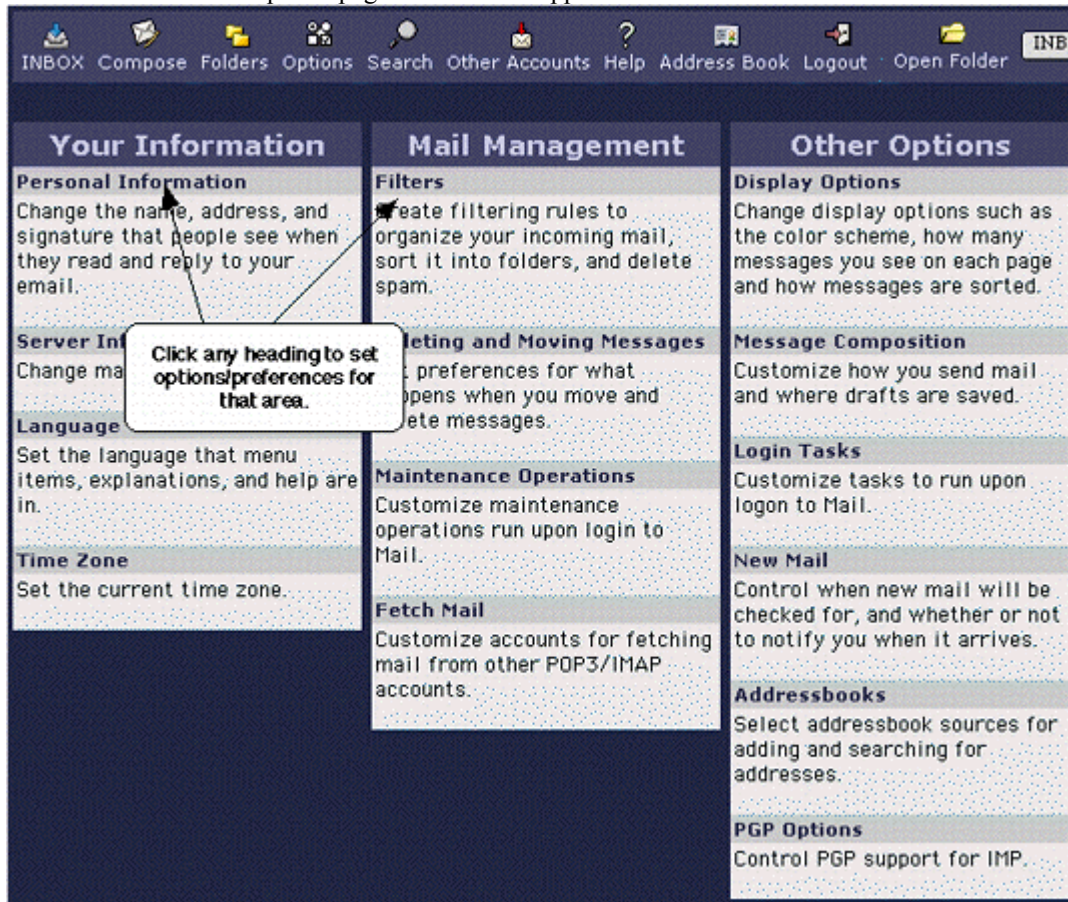 INBOX Compose Folders Options Search Other Accounts Help Address Book Logout Open Folder INB
Your Information
Personal Information
Change the name, address, and
signature that people see when
they read and reply to your
email.
Server Inf
Change ma
Language
Set the language that menu
items, explanations, and help are
in.
Time Zone
Set the current time zone.
Click any heading to set
options/preferences for
that area.
Mail Management
Filters
Create filtering rules to
organize your incoming mail,
sort it into folders, and delete
spam.
leting and Moving Messages
preferences for what
ppens when you move and
ete messages.
Maintenance Operations
Customize maintenance
operations run upon login to
Mail.
Fetch Mail
Customize accounts for fetching
mail from other POP3/IMAP
accounts.
Other Options
Display Options
Change display options such as
the color scheme, how many
messages you see on each page
and how messages are sorted.
Message Composition
Customize how you send mail
and where drafts are saved.
Login Tasks
Customize tasks to run upon
logon to Mail.
New Mail
Control when new mail will be
checked for, and whether or not
to notify you when it arrives.
Addressbooks
Select addressbook sources for
adding and searching for
addresses.
PGP Options
Control PGP support for IMP.